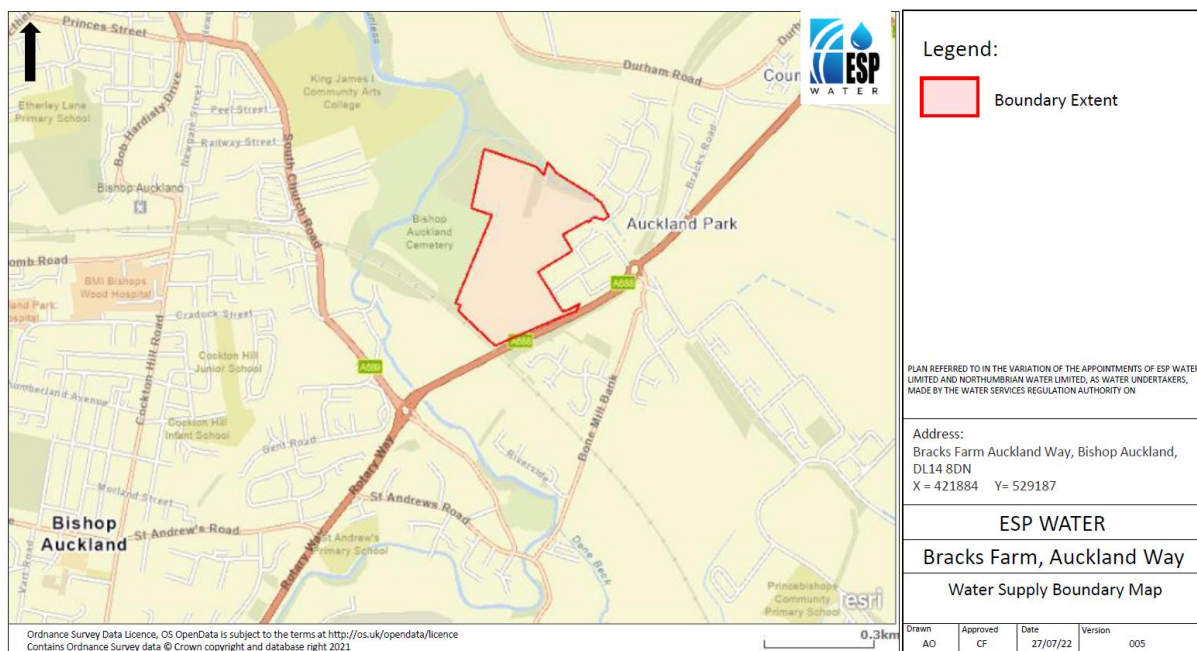 Princes Street
King James I
Community Arts
College
Durham Road
Coun
ESP
WATER
Etherley Lane
Primary School
Bob Hardisty Drive
Newgate Street
Peel Street
Railway Street
South Church Road
Bracks Road
Bishop Auckland
Bishop
Auckland
Cemetery
Auckland Park
omb Road
BMI Bishops
Wood Hospital
land Park
ospital
Cradock Street
A688
A688
A689
Cockton Hill Road
Cockton Hill
Junior School
umberland Avenue
Cockton Hill
Infant School
Gent Road
Rotary Way
Bone Mill Bank
Riverside
Morland Street
St Andrews Road
Bishop
Auckland
St Andrew's Road
St Andrew's
Primary School
Rotary Way
Vart Road
Dene Beck
Princebishops
Community
Primary School
esri
0.3km
Ordnance Survey Data Licence, OS OpenData is subject to the terms at http://os.uk/opendata/licence
Contains Ordnance Survey data © Crown copyright and database right 2021
Legend:
Boundary Extent
PLAN REFERRED TO IN THE VARIATION OF THE APPOINTMENTS OF ESP WATER
LIMITED AND NORTHUMBRIAN WATER LIMITED, AS WATER UNDERTAKERS,
MADE BY THE WATER SERVICES REGULATION AUTHORITY ON
Address:
Bracks Farm Auckland Way, Bishop Auckland,
DL14 8DN
X = 421884 Y= 529187
ESP WATER
Bracks Farm, Auckland Way
Water Supply Boundary Map
Drawn Approved Date Version
AO CF 27/07/22 005